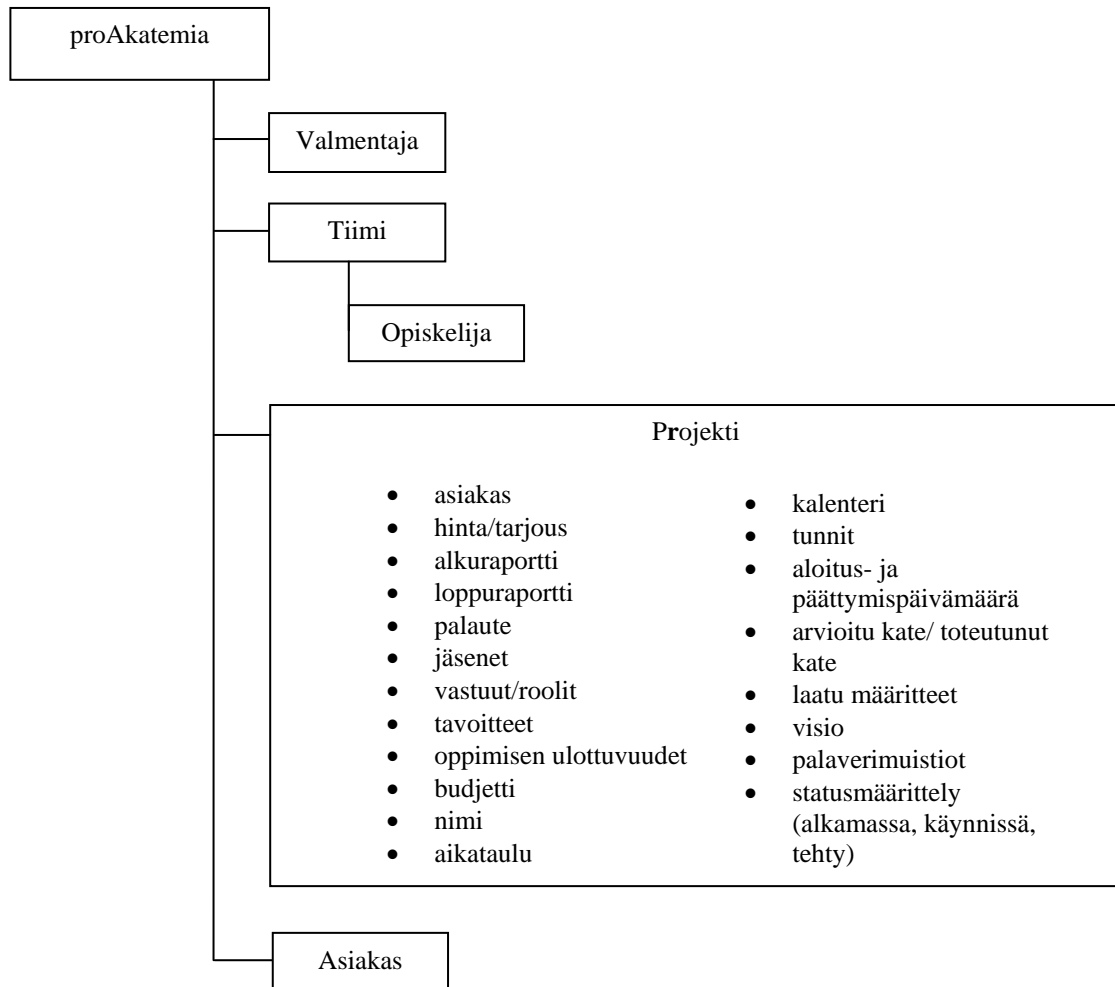 proAkatemia
Valmentaja
Tiimi
Opiskelija
Projekti
• asiakas
• hinta/tarjous
• alkuraportti
• loppuraportti
• palaute
• jäsenet
• vastuut/roolit
• tavoitteet
• oppimisen ulottuvuudet
• budjetti
• nimi
• aikataulu
• kalenteri
• tunnit
• aloitus- ja
päättymispäivämäärä
• arvioitu kate/ toteutunut
kate
• laatu määritteet
• visio
• palaverimuistiot
• statusmäärittely
(alkamassa, käynnissä,
tehty)
Asiakas